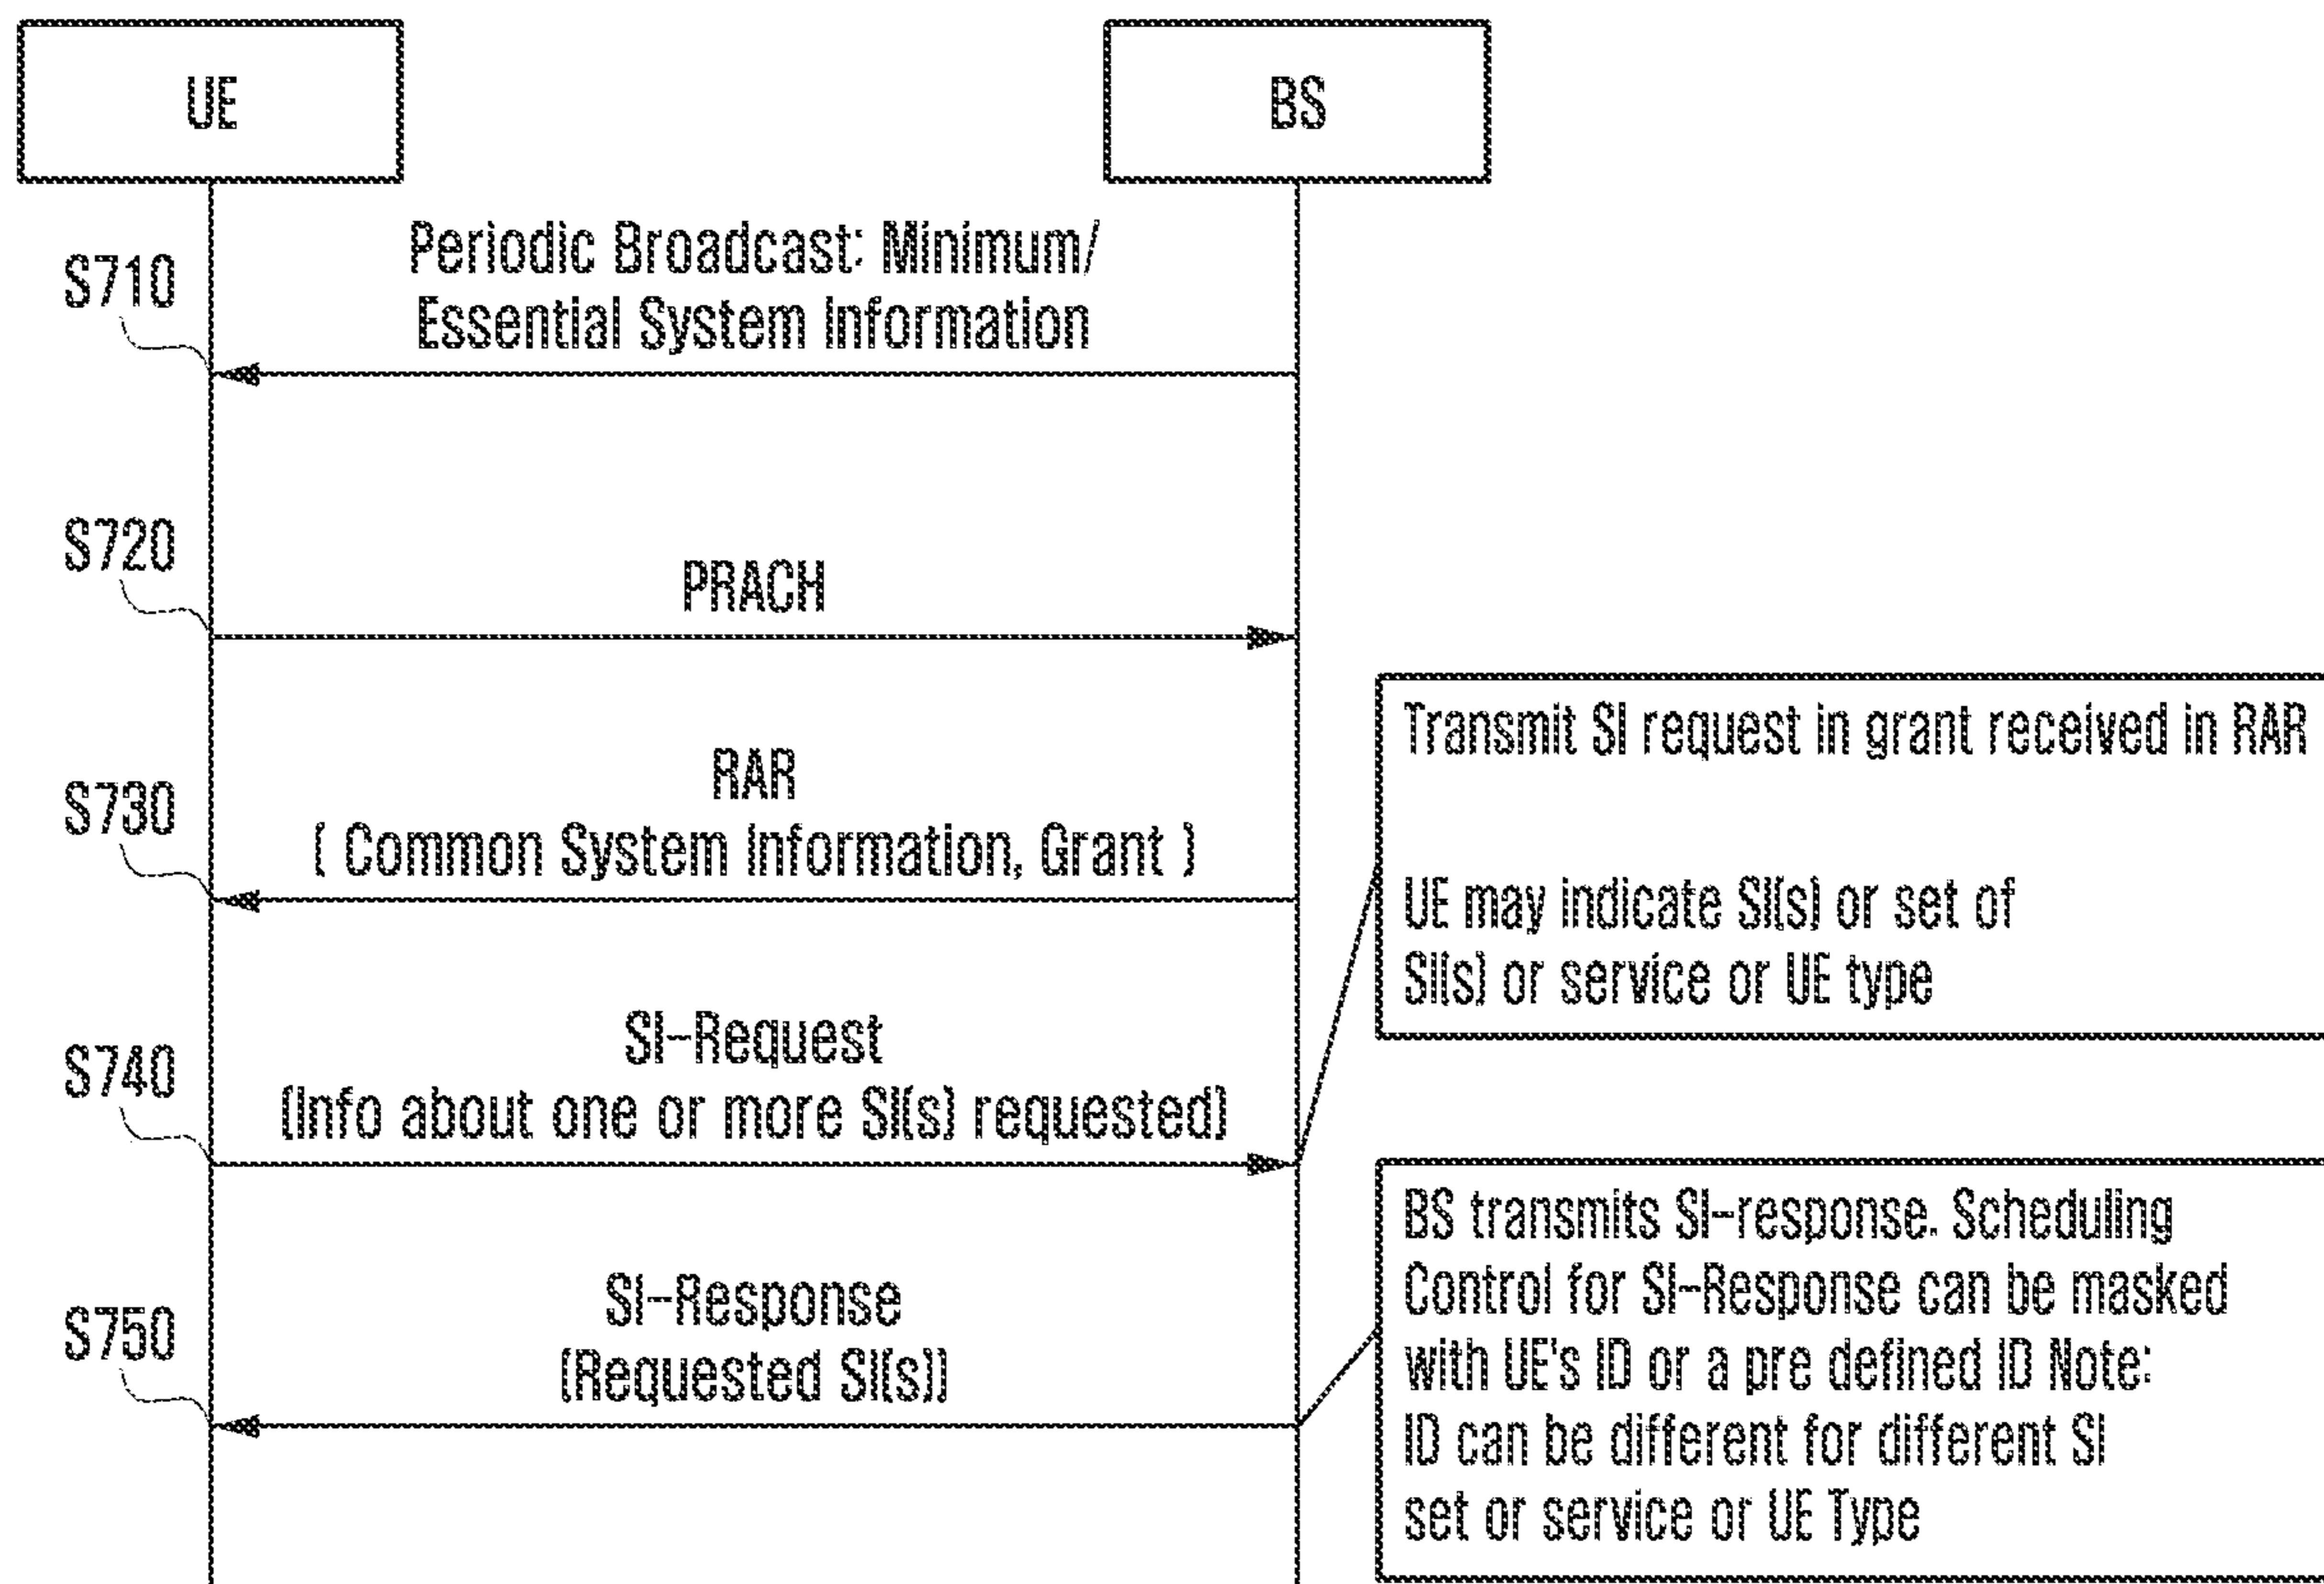 UE
BS
S710
Periodic Broadcast: Minimum/
Essential System Information
S720
PRACH
S730
RAR
( Common System Information, Grant )
Transmit SI request in grant received in RAR
UE may indicate SI(s) or set of
SI(s) or service or UE type
S740
SI-Request
(Info about one or more SI(s) requested)
S750
SI-Response
(Requested SI(s))
BS transmits SI-response. Scheduling
Control for SI-Response can be masked
with UE's ID or a pre defined ID Note:
ID can be different for different SI
set or service or UE Type